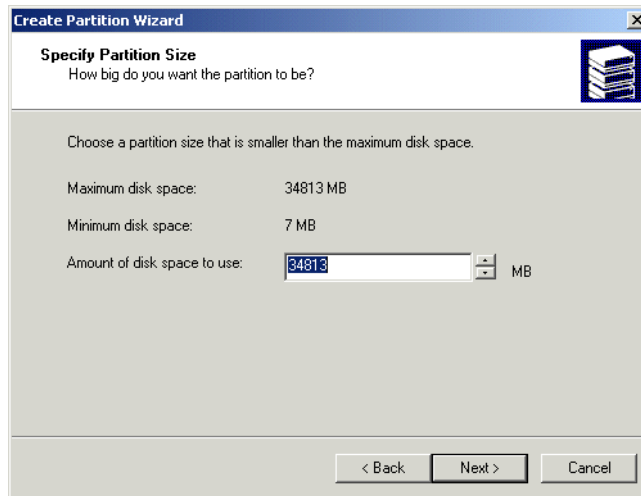 Create Partition Wizard
Specify Partition Size
How big do you want the partition to be?
Choose a partition size that is smaller than the maximum disk space.
Maximum disk space: 34813 MB
Minimum disk space: 7 MB
Amount of disk space to use: 34813 MB
< Back Next > Cancel